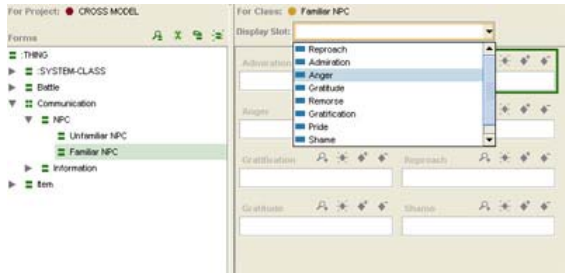 For Project: CROSS MODEL
Forms
:THING
:SYSTEM-CLASS
Battle
Communication
NPC
Unfamiliar NPC
Familiar NPC
Information
Item
For Class: Familiar NPC
Display Slot:
Reproach
Admiration
Anger
Gratitude
Remorse
Gratification
Pride
Shame
Admiration
Anger
Gratification
Reproach
Gratitude
Shame